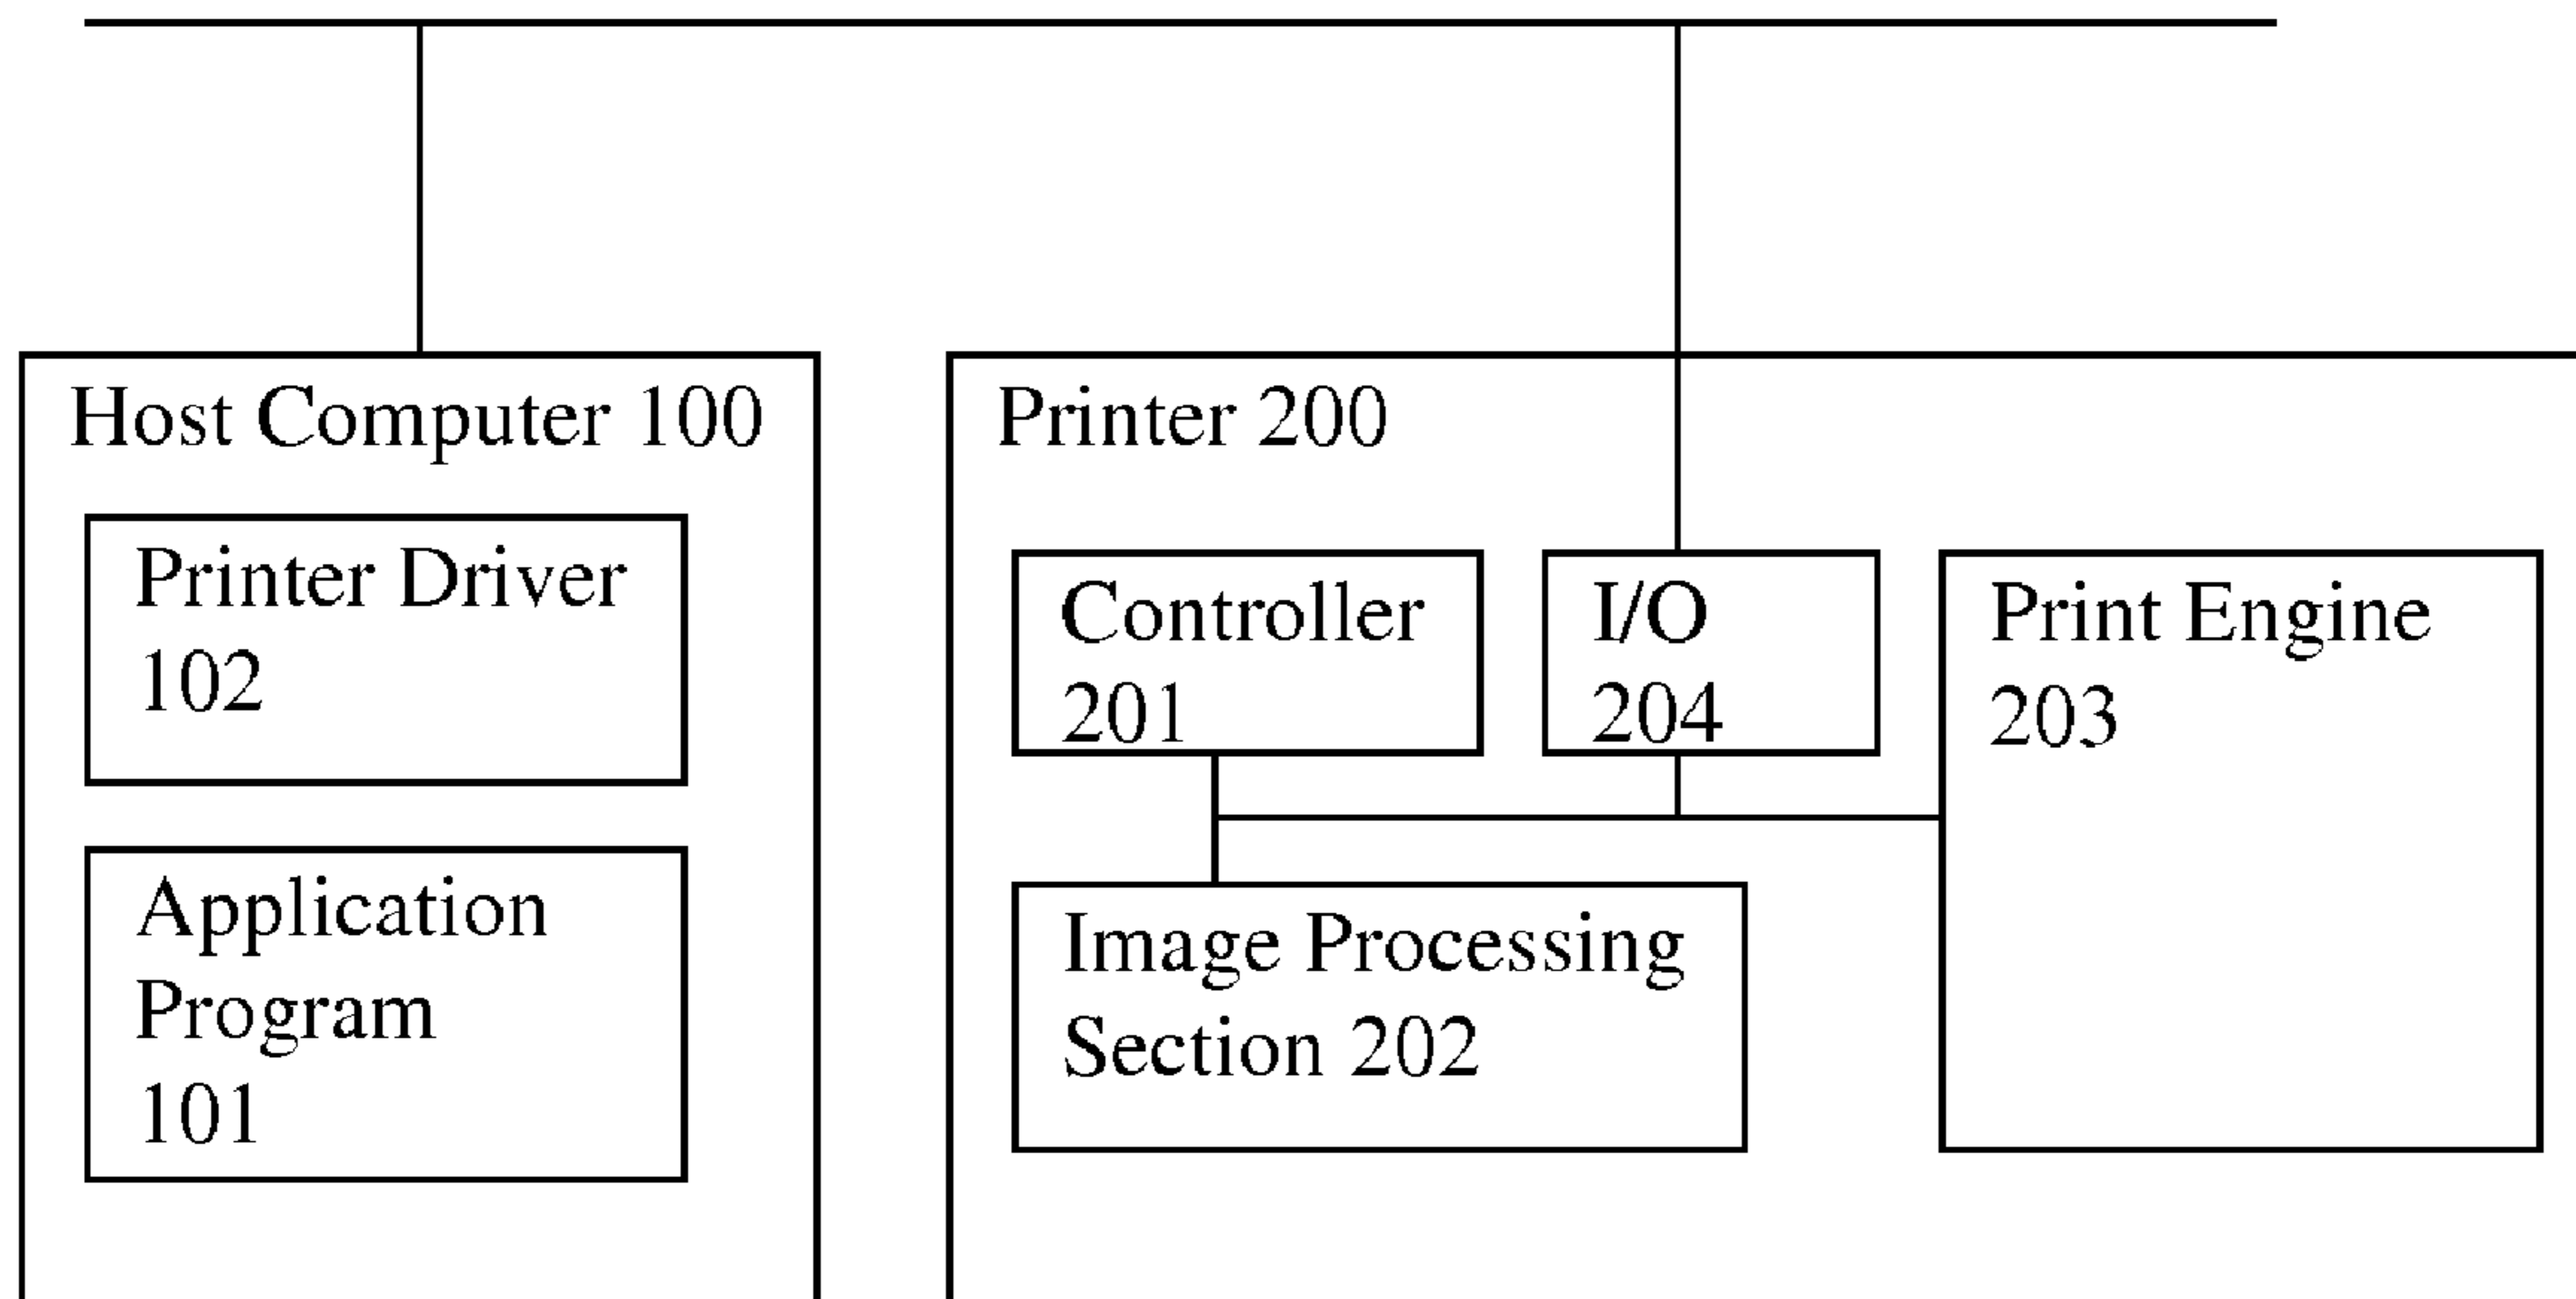 Host Computer 100
Printer Driver
102
Application
Program
101
Printer 200
Controller
201
I/O
204
Print Engine
203
Image Processing
Section 202